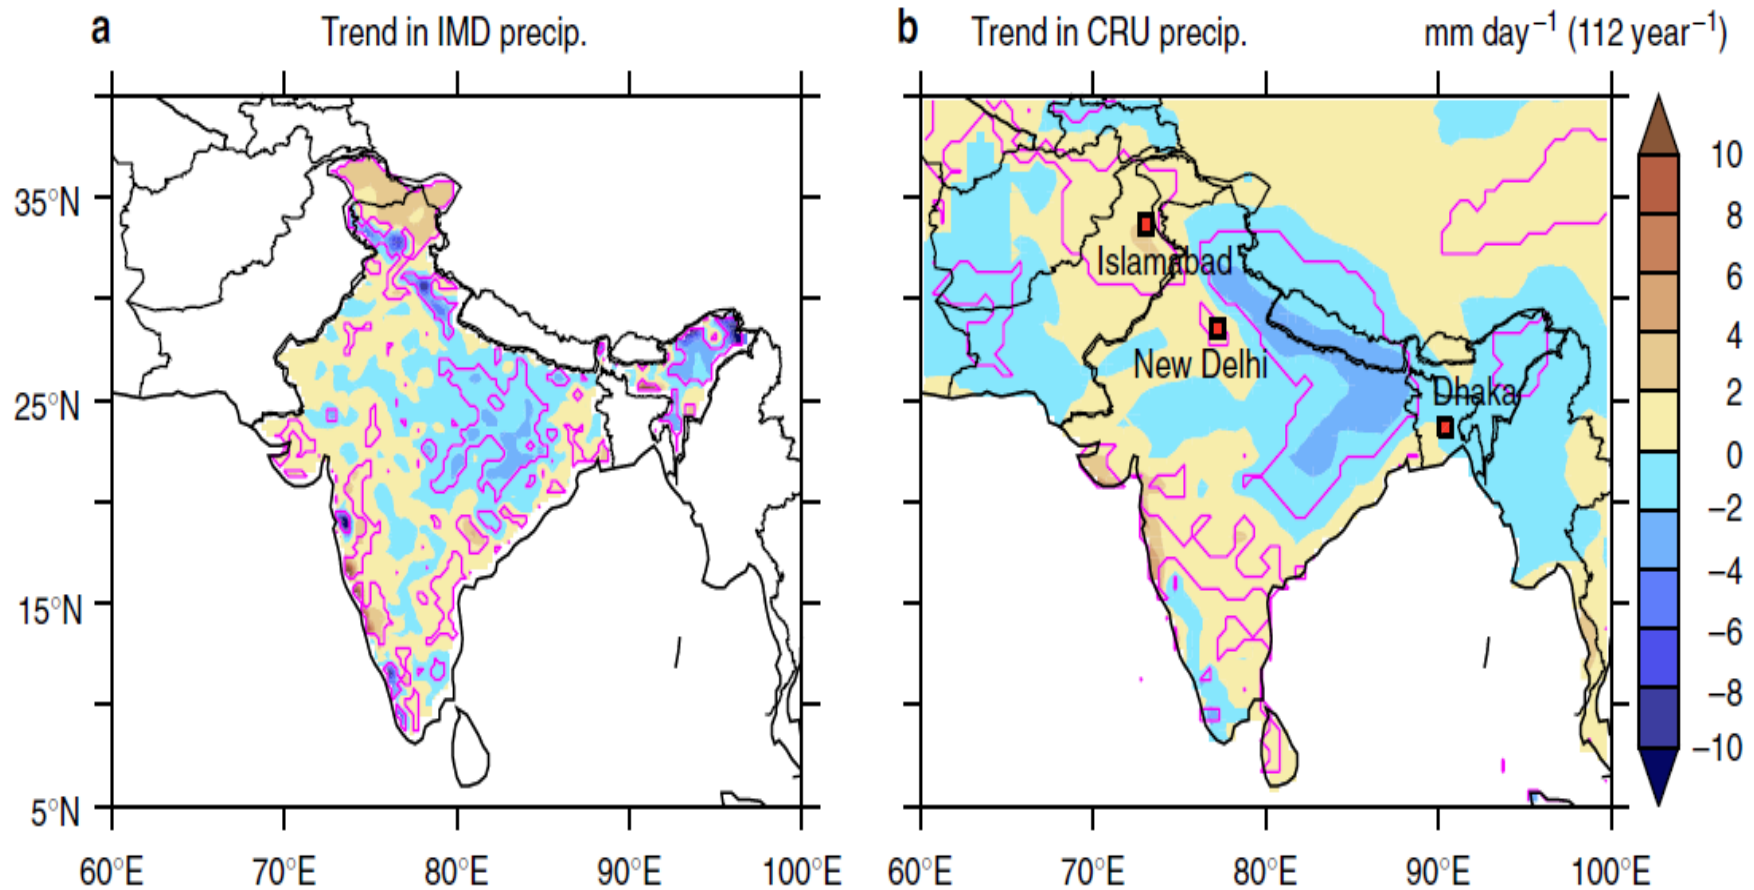 a Trend in IMD precip.
b Trend in CRU precip. mm day⁻¹ (112 year⁻¹)
35°N
25°N
15°N
5°N
60°E 70°E 80°E 90°E 100°E
Islamabad
New Delhi
Dhaka
60°E 70°E 80°E 90°E 100°E
10
8
6
4
2
0
−2
−4
−6
−8
−10